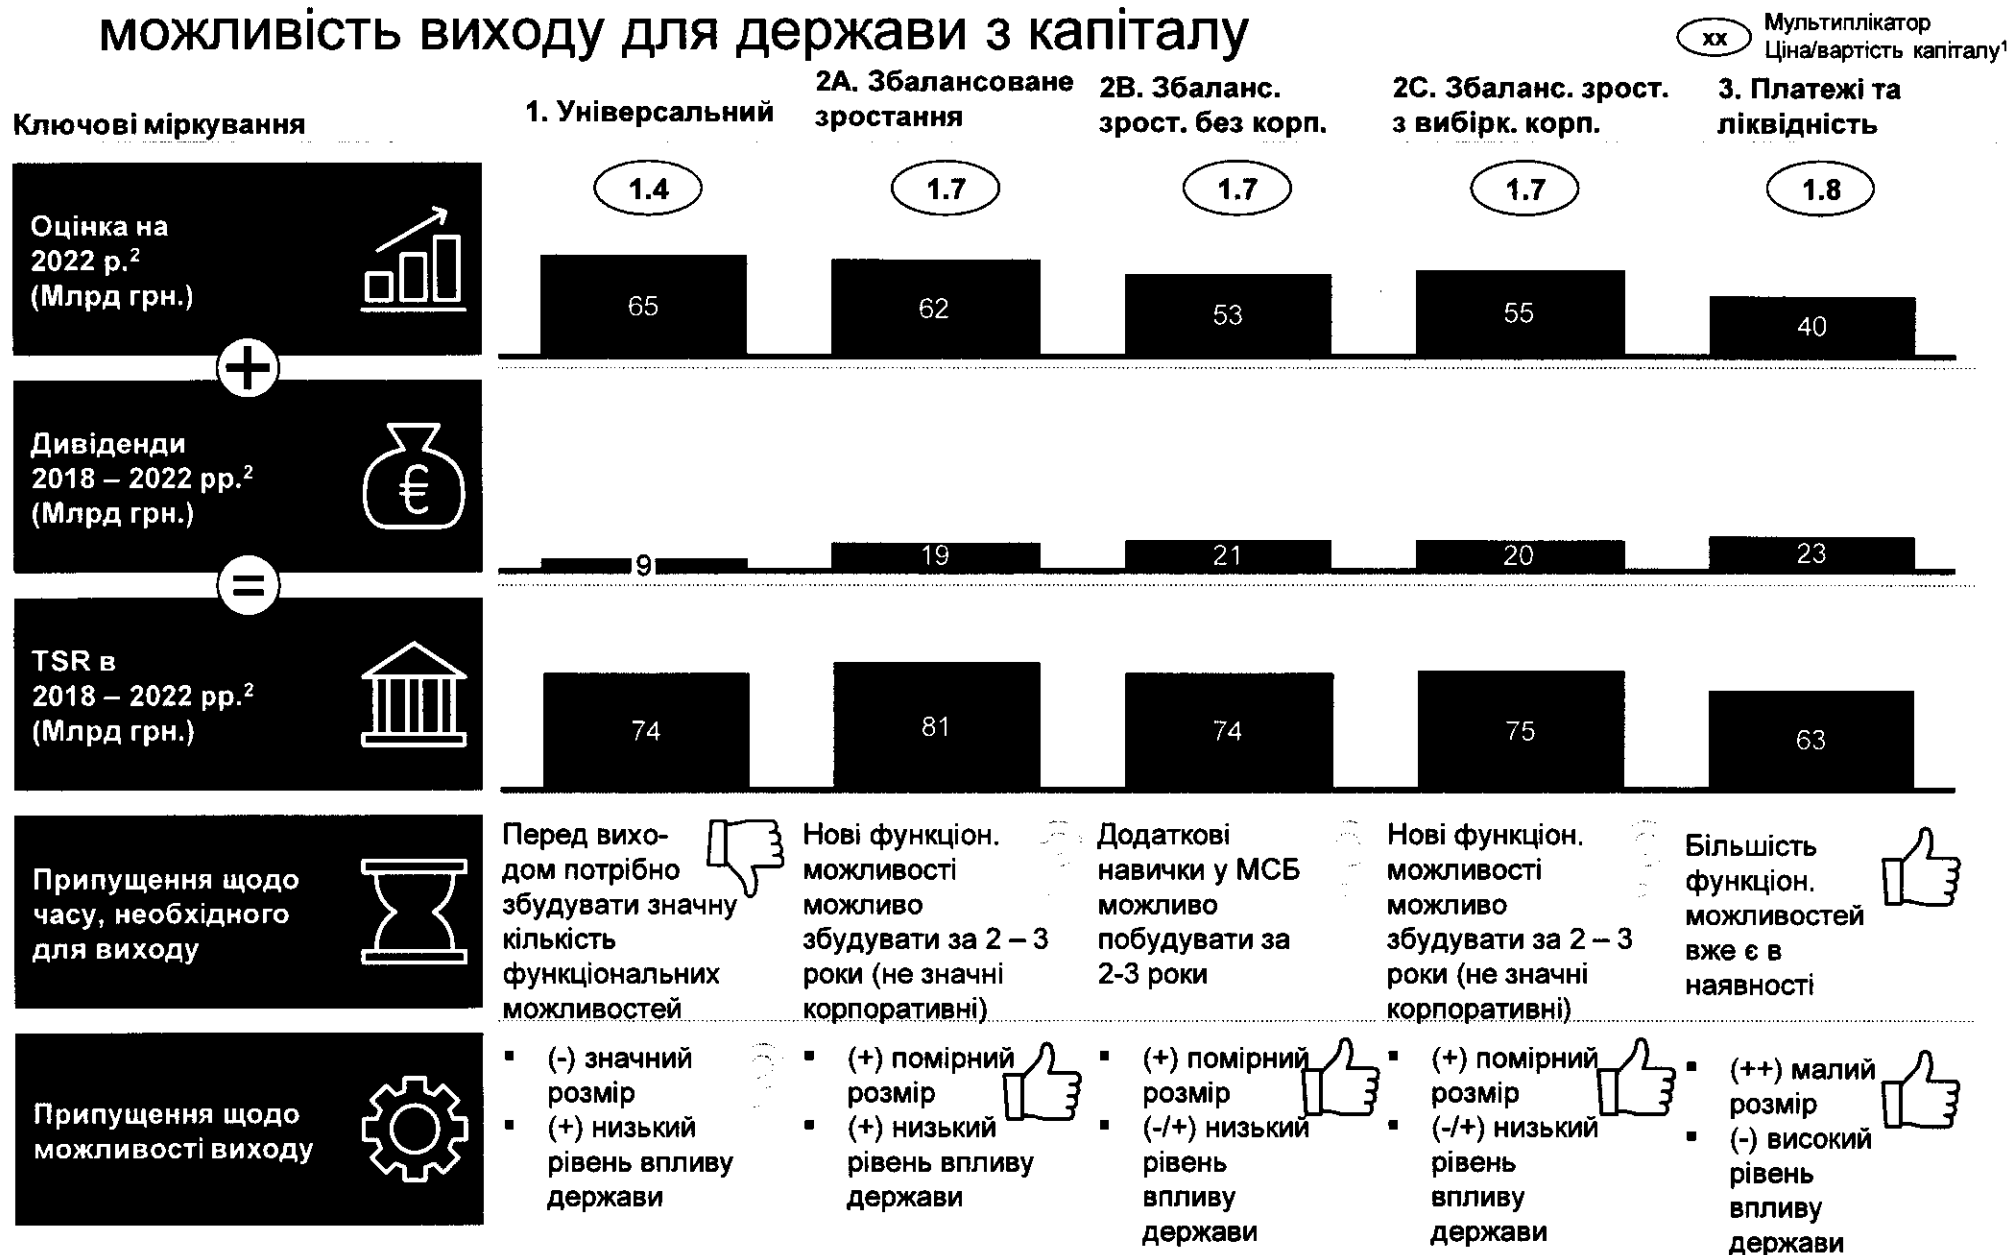 можливість виходу для держави з капіталу
xx
Мультиплікатор
Ціна/вартість капіталу¹
Ключові міркування
1. Універсальний
2A. Збалансоване
зростання
2B. Збаланс.
зрост. без корп.
2C. Збаланс. зрост.
з вибірк. корп.
3. Платежі та
ліквідність
Оцінка на
2022 р.²
(Млрд грн.)
1.4
1.7
1.7
1.7
1.8
65
62
53
55
40
+
Дивіденди
2018 – 2022 рр.²
(Млрд грн.)
€
9
19
21
20
23
=
TSR в
2018 – 2022 рр.²
(Млрд грн.)
74
81
74
75
63
Припущення щодо
часу, необхідного
для виходу
Перед вихо-
дом потрібно
збудувати значну
кількість
функціональних
можливостей
Нові функціон.
можливості
можливо
збудувати за 2 – 3
роки (не значні
корпоративні)
Додаткові
навички у МСБ
можливо
побудувати за
2-3 роки
Нові функціон.
можливості
можливо
збудувати за 2 – 3
роки (не значні
корпоративні)
Більшість
функціон.
можливостей
вже є в
наявності
Припущення щодо
можливості виходу
▪ (-) значний
розмір
▪ (+) низький
рівень впливу
держави
▪ (+) помірний
розмір
▪ (+) низький
рівень впливу
держави
▪ (+) помірний
розмір
▪ (-/+) низький
рівень
впливу
держави
▪ (+) помірний
розмір
▪ (-/+) низький
рівень
впливу
держави
▪ (++) малий
розмір
▪ (-) високий
рівень
впливу
держави